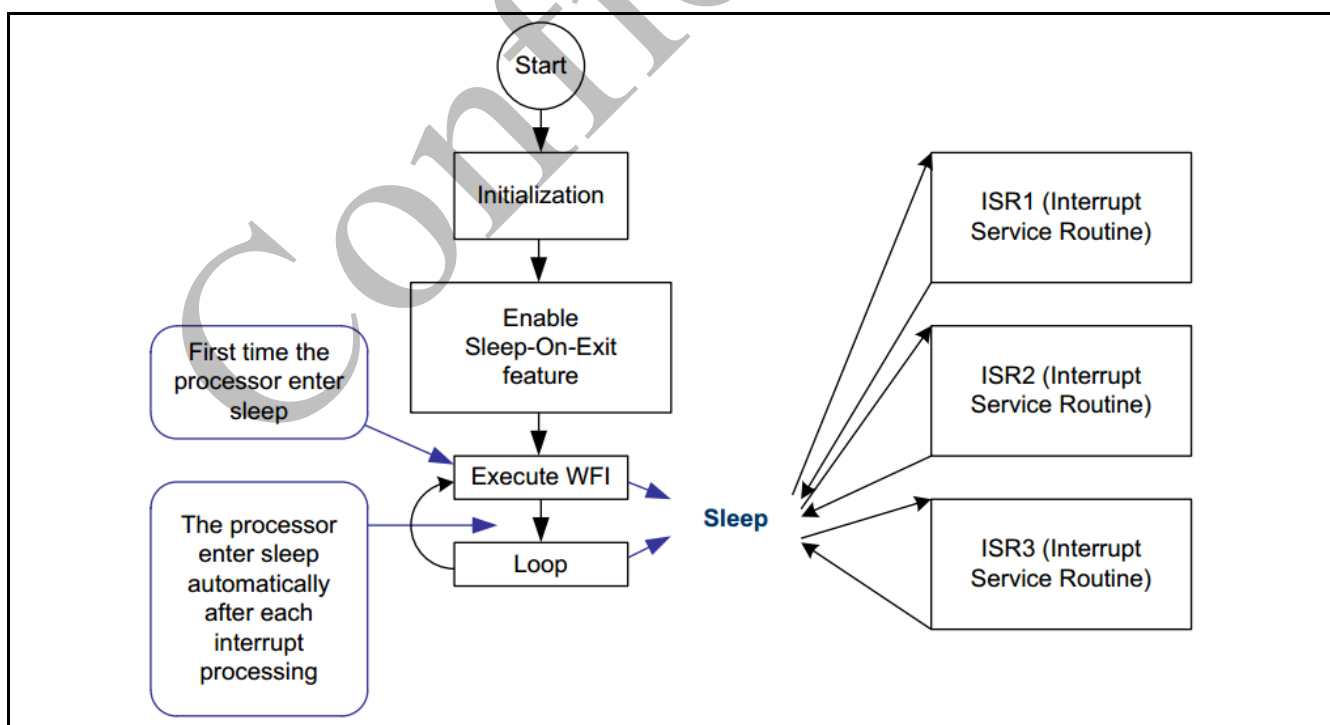 Start
Initialization
Enable
Sleep-On-Exit
feature
First time the
processor enter
sleep
Execute WFI
The processor
enter sleep
automatically
after each
interrupt
processing
Loop
Sleep
ISR1 (Interrupt
Service Routine)
ISR2 (Interrupt
Service Routine)
ISR3 (Interrupt
Service Routine)